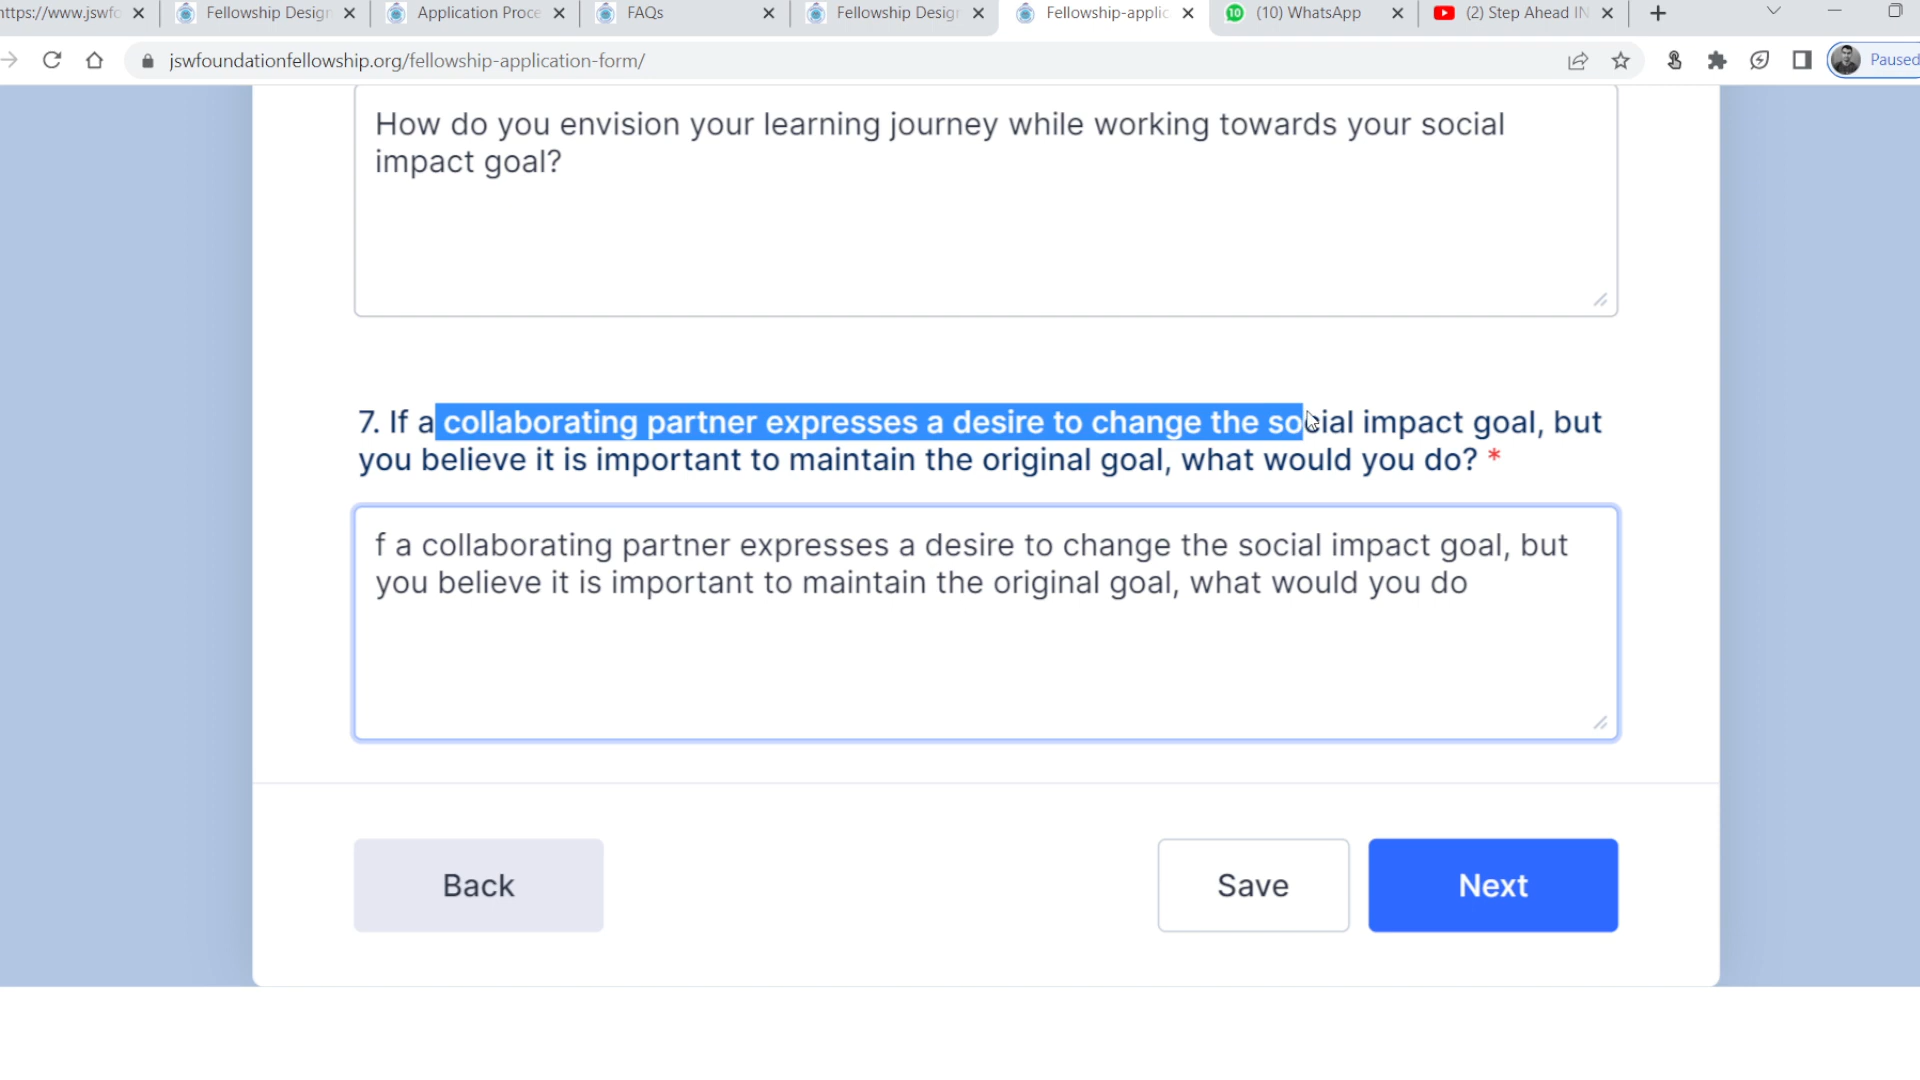 https://www.jswfo
Fellowship Design
Application Proce
FAQs
Fellowship Design
Fellowship-applic
10
(10) WhatsApp
(2) Step Ahead IN
jswfoundationfellowship.org/fellowship-application-form/
Paused
How do you envision your learning journey while working towards your social
impact goal?
7. If a collaborating partner expresses a desire to change the social impact goal, but
you believe it is important to maintain the original goal, what would you do? *
f a collaborating partner expresses a desire to change the social impact goal, but
you believe it is important to maintain the original goal, what would you do
Back
Save
Next